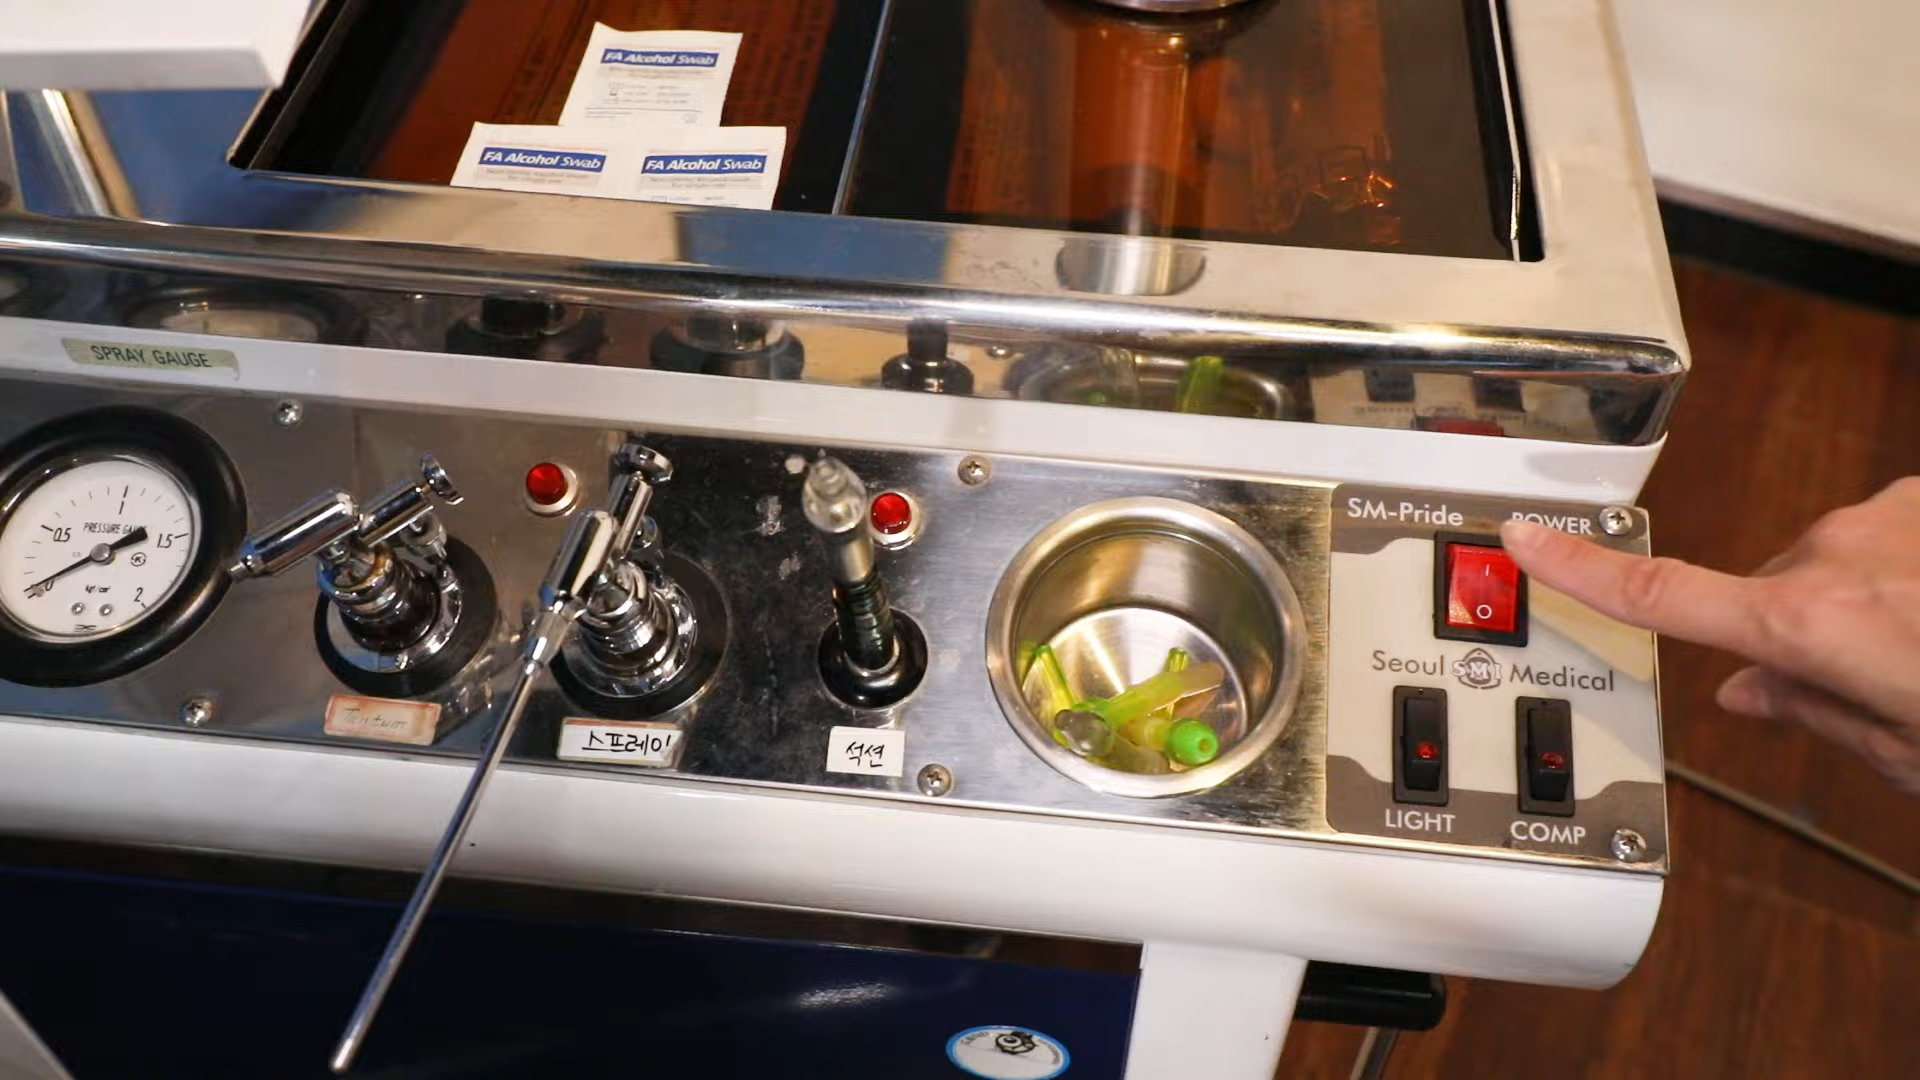 FA Alcohol Swab
FA Alcohol Swab
FA Alcohol Swab
SPRAY GAUGE
0
0.5
1
1.5
2
PRESSURE GAUGE
스프레이
석션
SM-Pride
POWER
I
O
Seoul SMI Medical
LIGHT
COMP